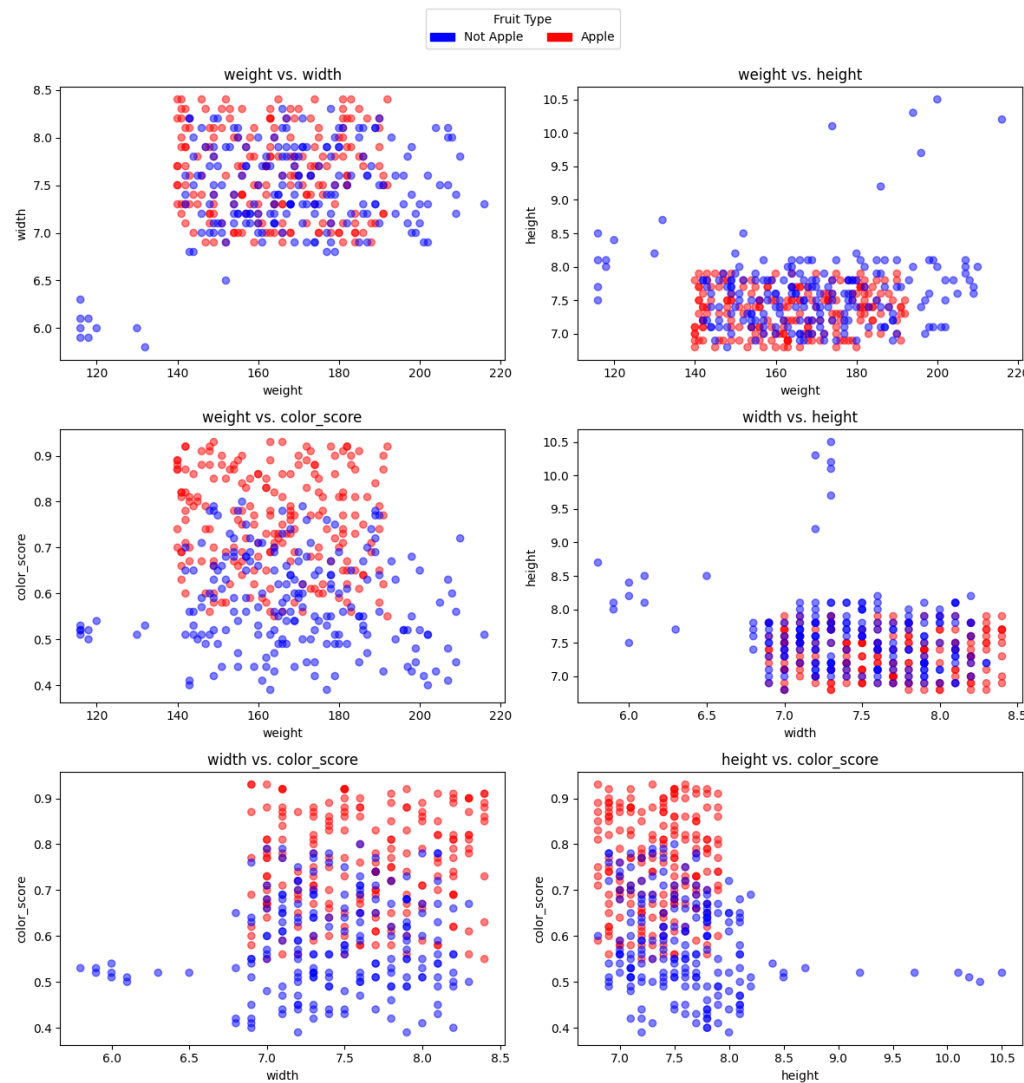 Fruit Type
Not Apple Apple
weight vs. width
8.5
8.0
7.5
7.0
6.5
6.0
width
120 140 160 180 200 220
weight
weight vs. height
10.5
10.0
9.5
9.0
8.5
8.0
7.5
7.0
height
120 140 160 180 200 220
weight
weight vs. color_score
0.9
0.8
0.7
0.6
0.5
0.4
color_score
120 140 160 180 200 220
weight
width vs. height
10.5
10.0
9.5
9.0
8.5
8.0
7.5
7.0
height
6.0 6.5 7.0 7.5 8.0 8.5
width
width vs. color_score
0.9
0.8
0.7
0.6
0.5
0.4
color_score
6.0 6.5 7.0 7.5 8.0 8.5
width
height vs. color_score
0.9
0.8
0.7
0.6
0.5
0.4
color_score
7.0 7.5 8.0 8.5 9.0 9.5 10.0 10.5
height